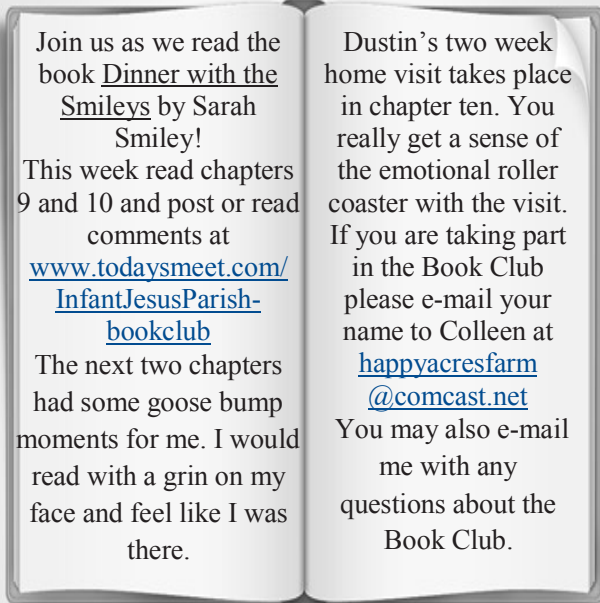 Join us as we read the
book Dinner with the
Smileys by Sarah
Smiley!
This week read chapters
9 and 10 and post or read
comments at
www.todaysmeet.com/
InfantJesusParish-
bookclub
The next two chapters
had some goose bump
moments for me. I would
read with a grin on my
face and feel like I was
there.
Dustin’s two week
home visit takes place
in chapter ten. You
really get a sense of
the emotional roller
coaster with the visit.
If you are taking part
in the Book Club
please e-mail your
name to Colleen at
happyacresfarm
@comcast.net
You may also e-mail
me with any
questions about the
Book Club.